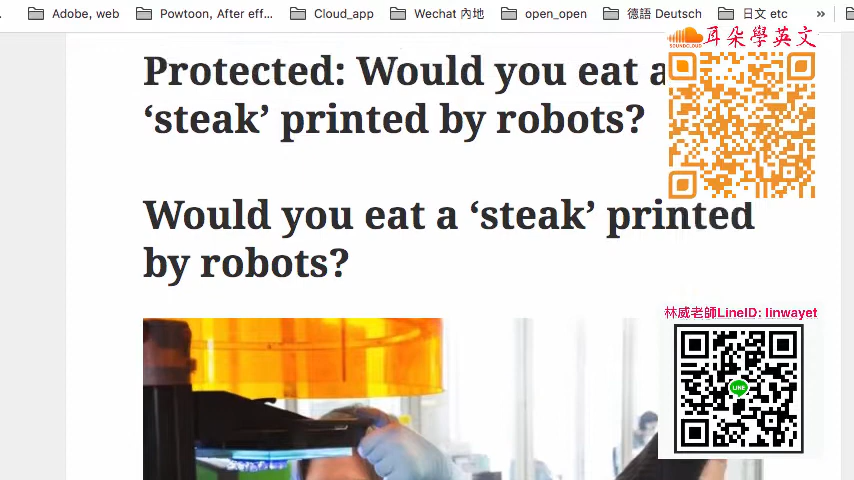 Adobe, web
Powtoon, After eff...
Cloud_app
Wechat 內地
open_open
德語 Deutsch
日文 etc
»
SOUNDCLOUD
耳朵學英文
Protected: Would you eat a
‘steak’ printed by robots?
Would you eat a ‘steak’ printed
by robots?
林威老師LineID: linwayet
LINE